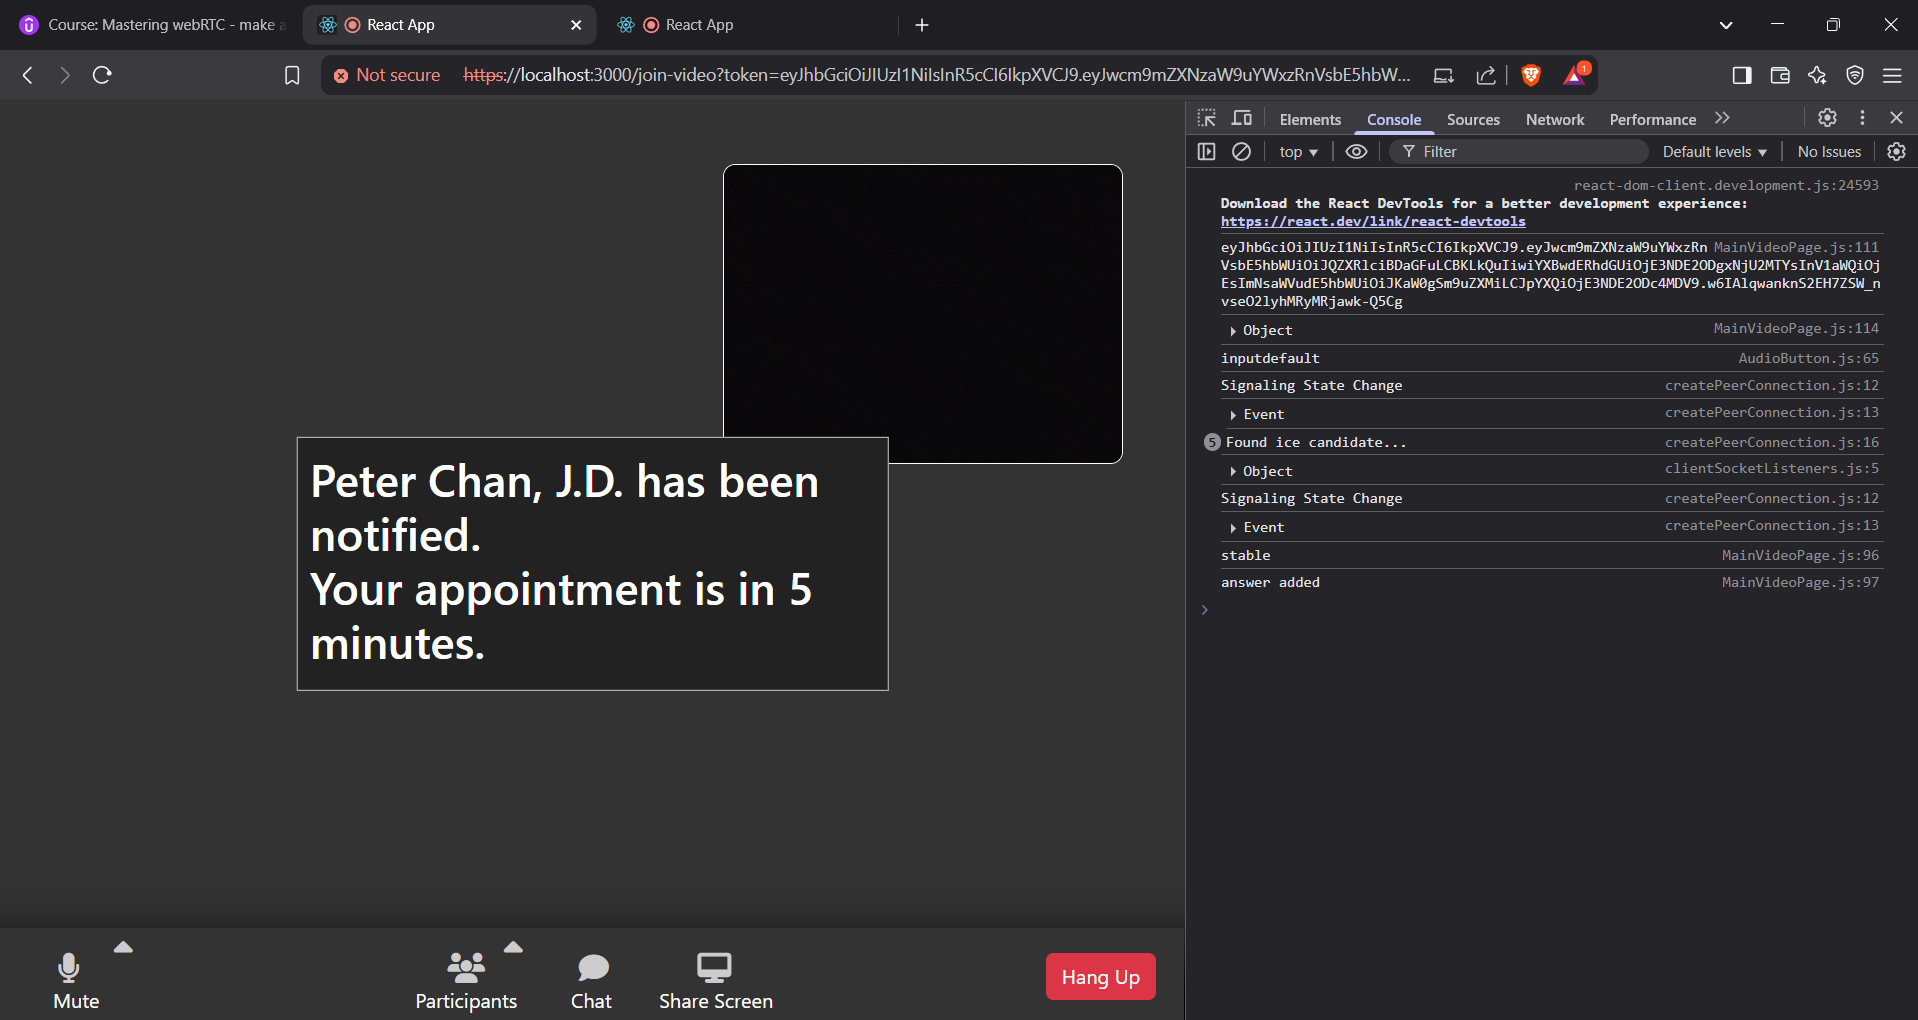 Course: Mastering webRTC - make a
React App
React App
Not secure https://localhost:3000/join-video?token=eyJhbGciOiJIUzI1NiIsInR5cCI6IkpXVCJ9.eyJwcm9mZXNzaW9uYWxzRnVsbE5hbW...
1
Elements Console Sources Network Performance
top Filter Default levels No Issues
react-dom-client.development.js:24593
Download the React DevTools for a better development experience:
https://react.dev/link/react-devtools
eyJhbGciOiJIUzI1NiIsInR5cCI6IkpXVCJ9.eyJwcm9mZXNzaW9uYWxzRn MainVideoPage.js:111
VsbE5hbWUiOiJQZXRlciBDaGFuLCBKLkQuIiwiYXBwdERhdGUiOjE3NDE2ODgxNjU2MTYsInV1aWQiOj
EsImNsaWVudE5hbWUiOiJKaW0gSm9uZXMiLCJpYXQiOjE3NDE2ODc4MDV9.w6IAlqwanknS2EH7ZSW_n
vseO2lyhMRyMRjawk-Q5Cg
Object MainVideoPage.js:114
inputdefault AudioButton.js:65
Signaling State Change createPeerConnection.js:12
Event createPeerConnection.js:13
5 Found ice candidate... createPeerConnection.js:16
Object clientSocketListeners.js:5
Signaling State Change createPeerConnection.js:12
Event createPeerConnection.js:13
stable MainVideoPage.js:96
answer added MainVideoPage.js:97
Peter Chan, J.D. has been
notified.
Your appointment is in 5
minutes.
Mute
Participants
Chat
Share Screen
Hang Up